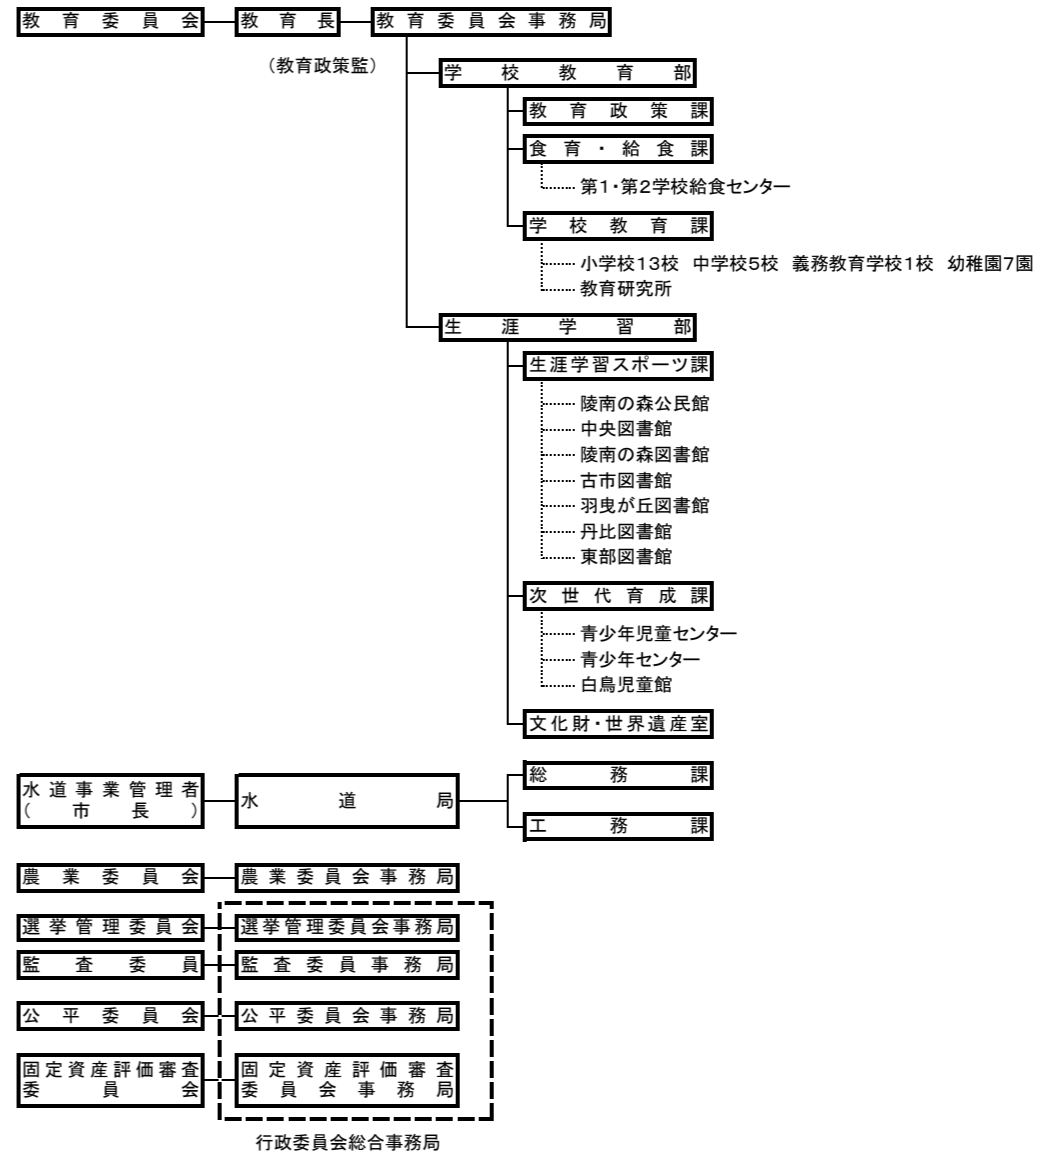 教育委員会 教育長 教育委員会事務局
（教育政策監）
学校教育部
教育政策課
食育・給食課
第１・第２学校給食センター
学校教育課
小学校１３校　中学校５校　義務教育学校１校　幼稚園７園
教育研究所
生涯学習部
生涯学習スポーツ課
陵南の森公民館
中央図書館
陵南の森図書館
古市図書館
羽曳が丘図書館
丹比図書館
東部図書館
次世代育成課
青少年児童センター
青少年センター
白鳥児童館
文化財・世界遺産室
水道事業管理者
（市長）
水道局
総務課
工務課
農業委員会 農業委員会事務局
選挙管理委員会 選挙管理委員会事務局
監査委員 監査委員事務局
公平委員会 公平委員会事務局
固定資産評価審査
委員会
固定資産評価審査
委員会事務局
行政委員会総合事務局